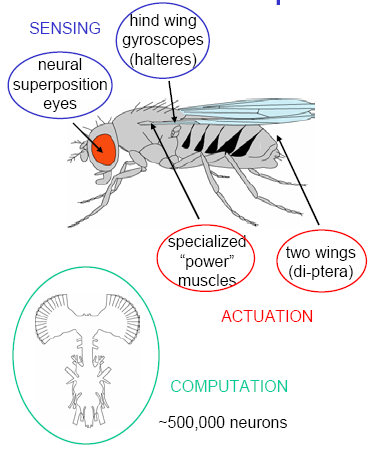 SENSING
hind wing
gyroscopes
(halteres)
neural
superposition
eyes
specialized
“power”
muscles
two wings
(di-ptera)
ACTUATION
COMPUTATION
~500,000 neurons